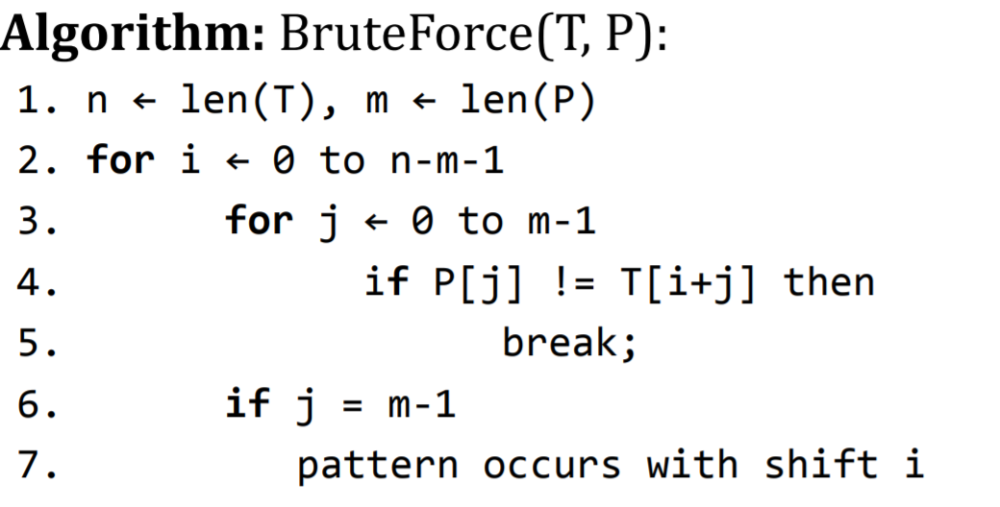 Algorithm: BruteForce(T, P):
1. n ← len(T), m ← len(P)
2. for i ← 0 to n-m-1
3. for j ← 0 to m-1
4. if P[j] != T[i+j] then
5. break;
6. if j = m-1
7. pattern occurs with shift i